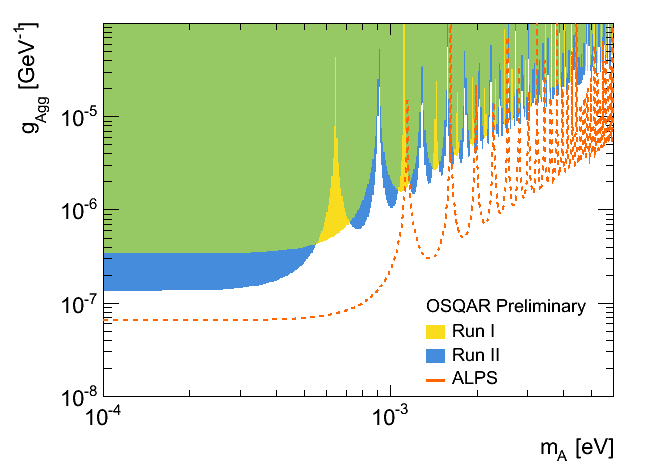 g_Agg [GeV^-1]
10^-5
10^-6
10^-7
10^-8
OSQAR Preliminary
Run I
Run II
ALPS
10^-4
10^-3
m_A [eV]